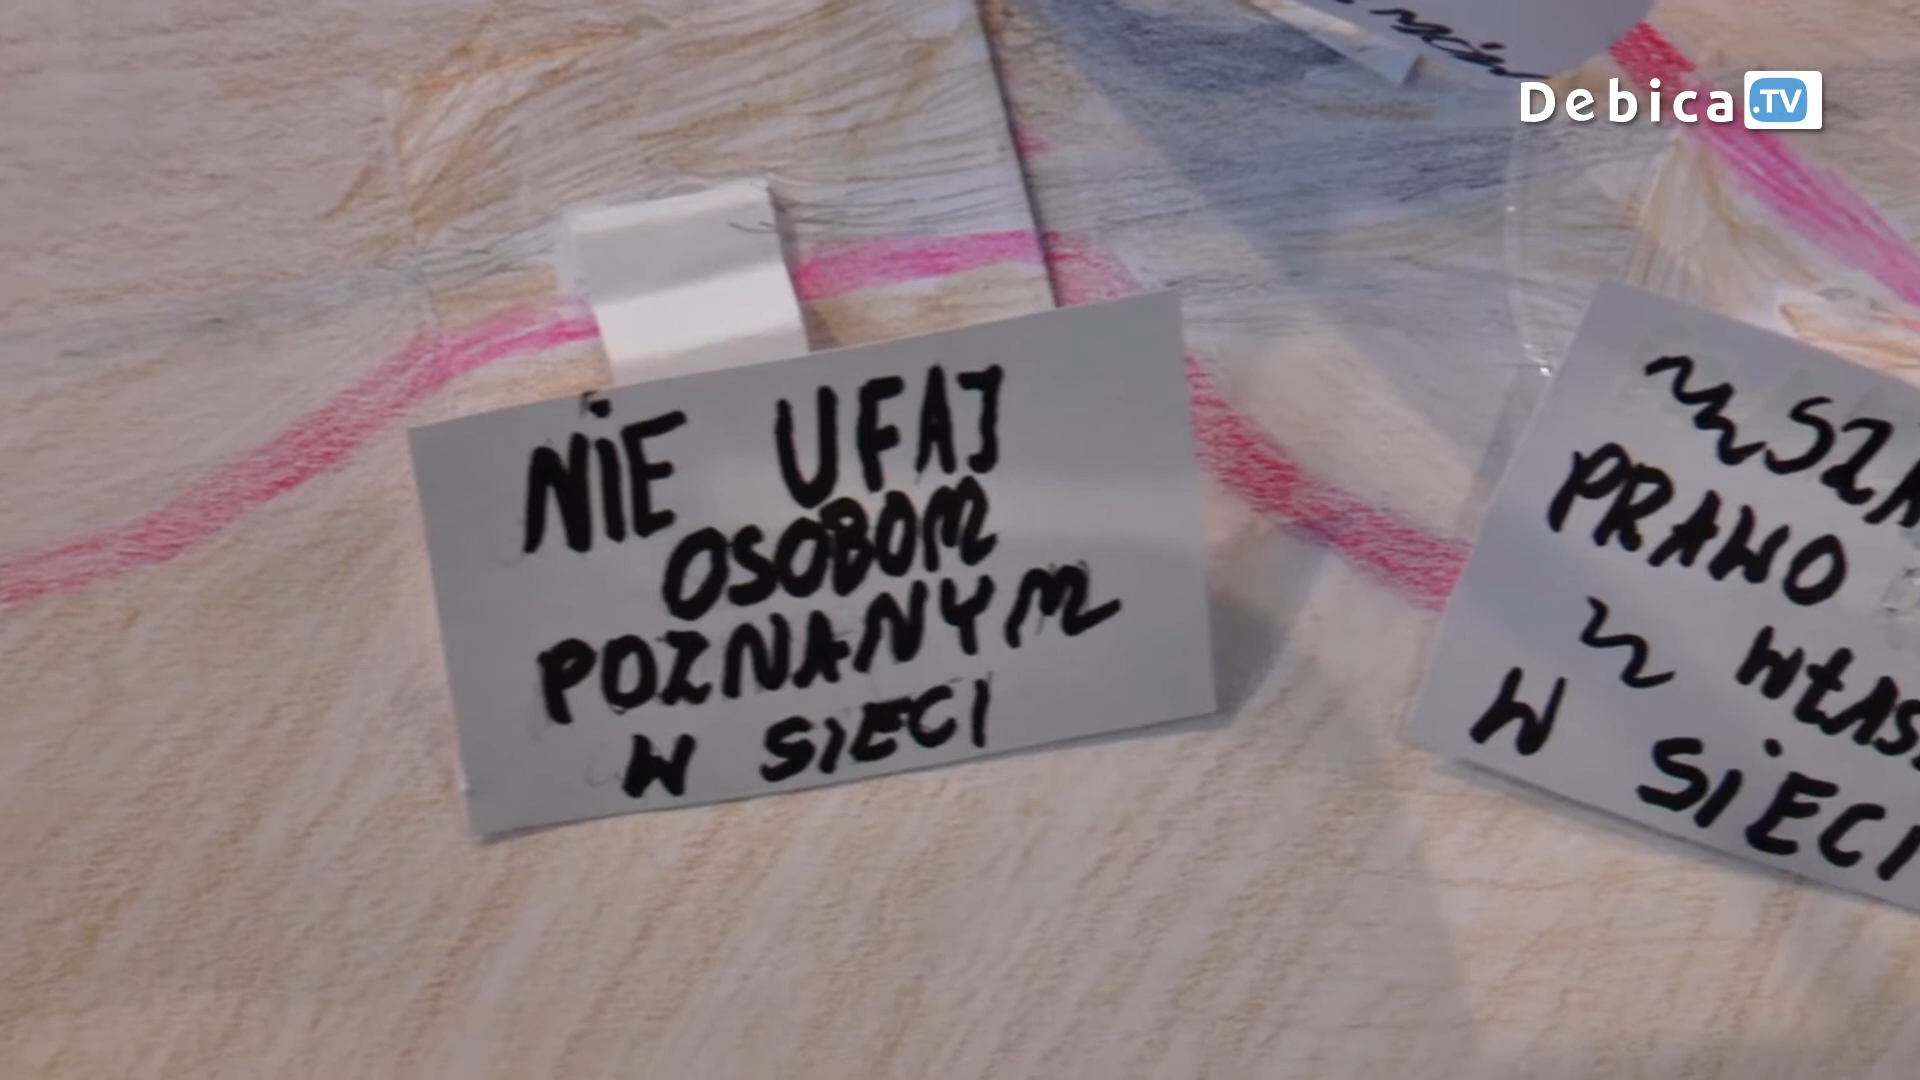 Debica.TV
NIE UFAJ
OSOBOM
POZNANYM
W SIECI
PRAWO
W SIECI